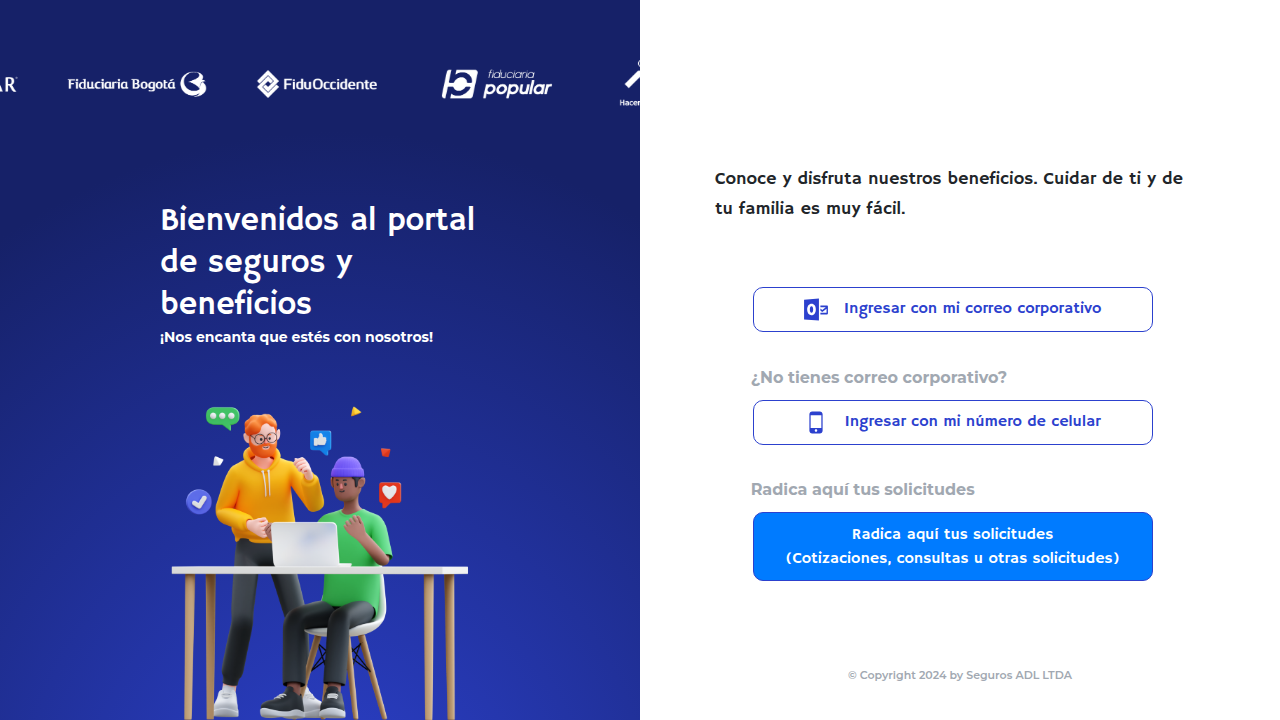 AR
Fiduciaria Bogotá
FiduOccidente
fiduciaria
popular
Hacer
Bienvenidos al portal
de seguros y
beneficios
¡Nos encanta que estés con nosotros!
Conoce y disfruta nuestros beneficios. Cuidar de ti y de
tu familia es muy fácil.
Ingresar con mi correo corporativo
¿No tienes correo corporativo?
Ingresar con mi número de celular
Radica aquí tus solicitudes
Radica aquí tus solicitudes
(Cotizaciones, consultas u otras solicitudes)
© Copyright 2024 by Seguros ADL LTDA